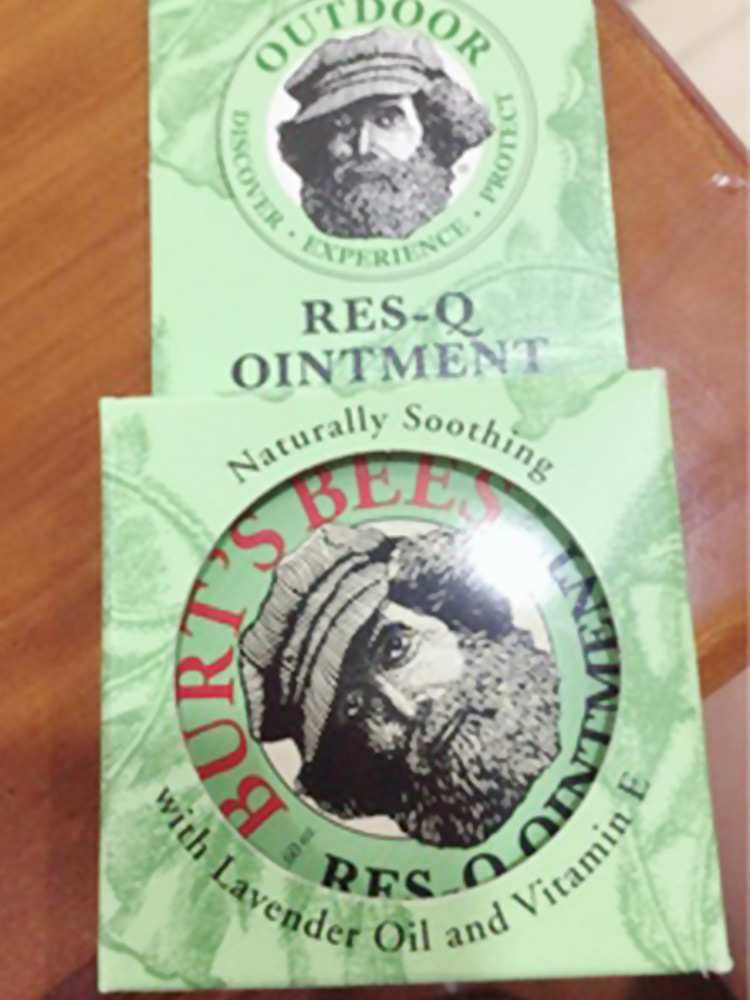 OUTDOOR
DISCOVER · EXPERIENCE · PROTECT
RES-Q
OINTMENT
Naturally Soothing
BURT'S BEES
RES-Q OINTMENT
with Lavender Oil and Vitamin E